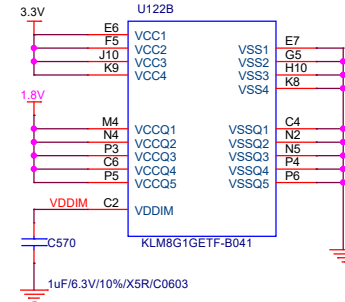 U122B
3.3V
E6 VCC1 VSS1 E7
F5 VCC2 VSS2 G5
J10 VCC3 VSS3 H10
K9 VCC4 VSS4 K8
1.8V
M4 VCCQ1 VSSQ1 C4
N4 VCCQ2 VSSQ2 N2
P3 VCCQ3 VSSQ3 N5
C6 VCCQ4 VSSQ4 P4
P5 VCCQ5 VSSQ5 P6
VDDIM C2 VDDIM
C570 KLM8G1GETF-B041
1uF/6.3V/10%/X5R/C0603